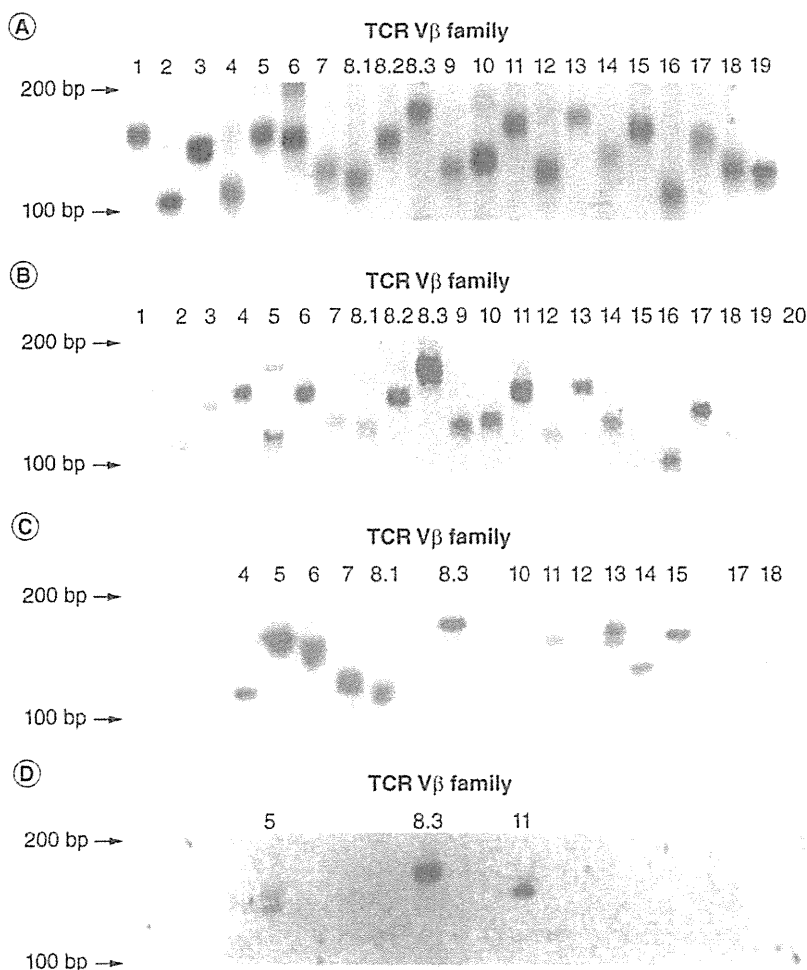 A
TCR Vβ family
1 2 3 4 5 6 7 8.1 8.2 8.3 9 10 11 12 13 14 15 16 17 18 19
200 bp →
100 bp →
B
TCR Vβ family
1 2 3 4 5 6 7 8.1 8.2 8.3 9 10 11 12 13 14 15 16 17 18 19 20
200 bp →
100 bp →
C
TCR Vβ family
4 5 6 7 8.1 8.3 10 11 12 13 14 15 17 18
200 bp →
100 bp →
D
TCR Vβ family
5 8.3 11
200 bp →
100 bp →